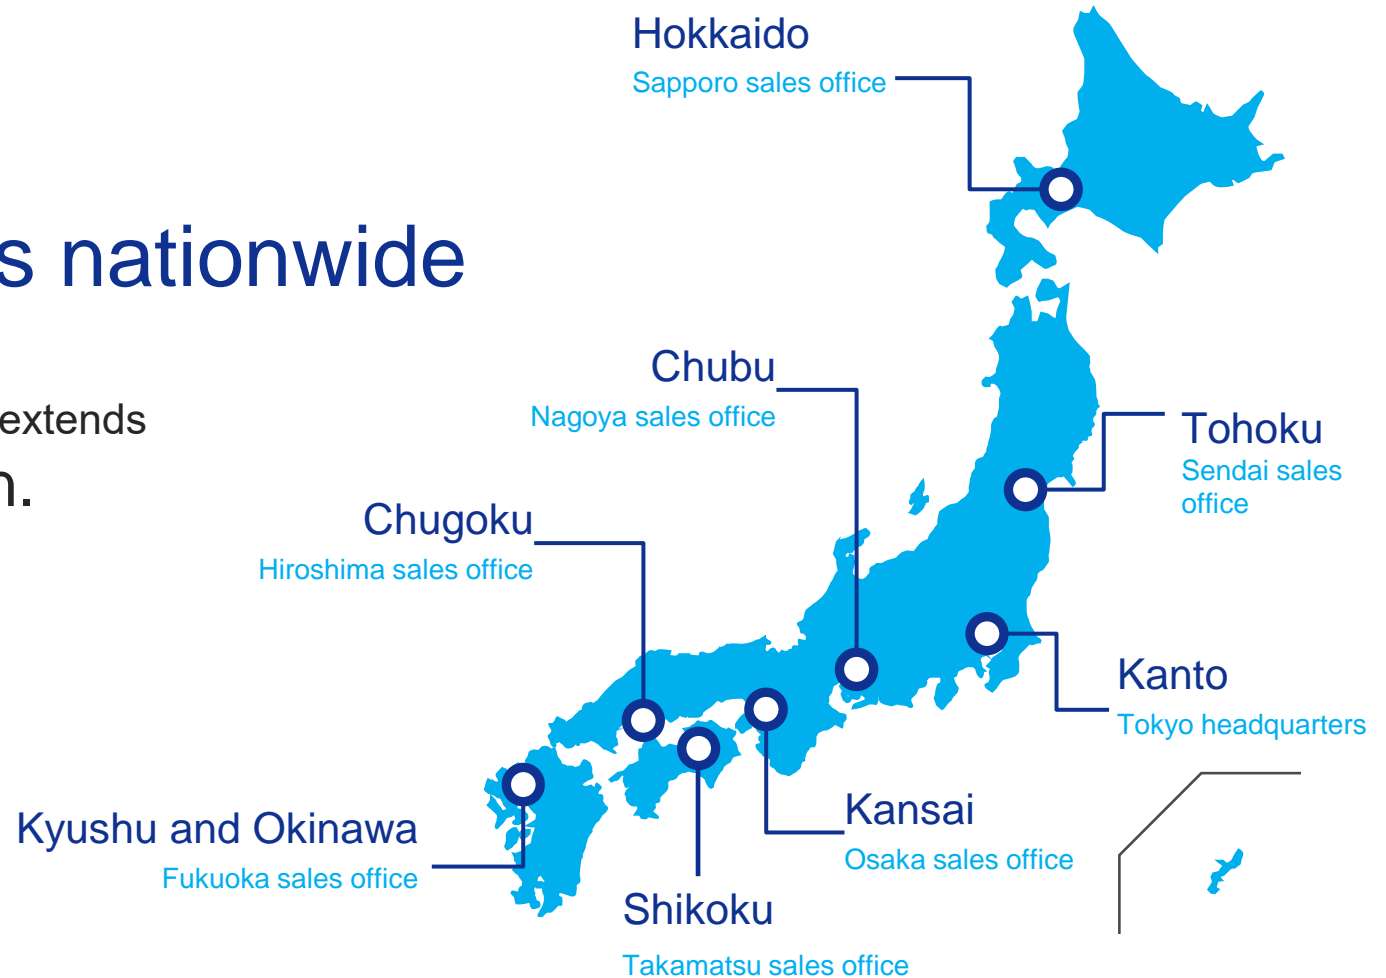 Hokkaido
Sapporo sales office
s nationwide
Chubu
Nagoya sales office
extends
n.
Tohoku
Sendai sales
office
Chugoku
Hiroshima sales office
Kanto
Tokyo headquarters
Kansai
Osaka sales office
Kyushu and Okinawa
Fukuoka sales office
Shikoku
Takamatsu sales office